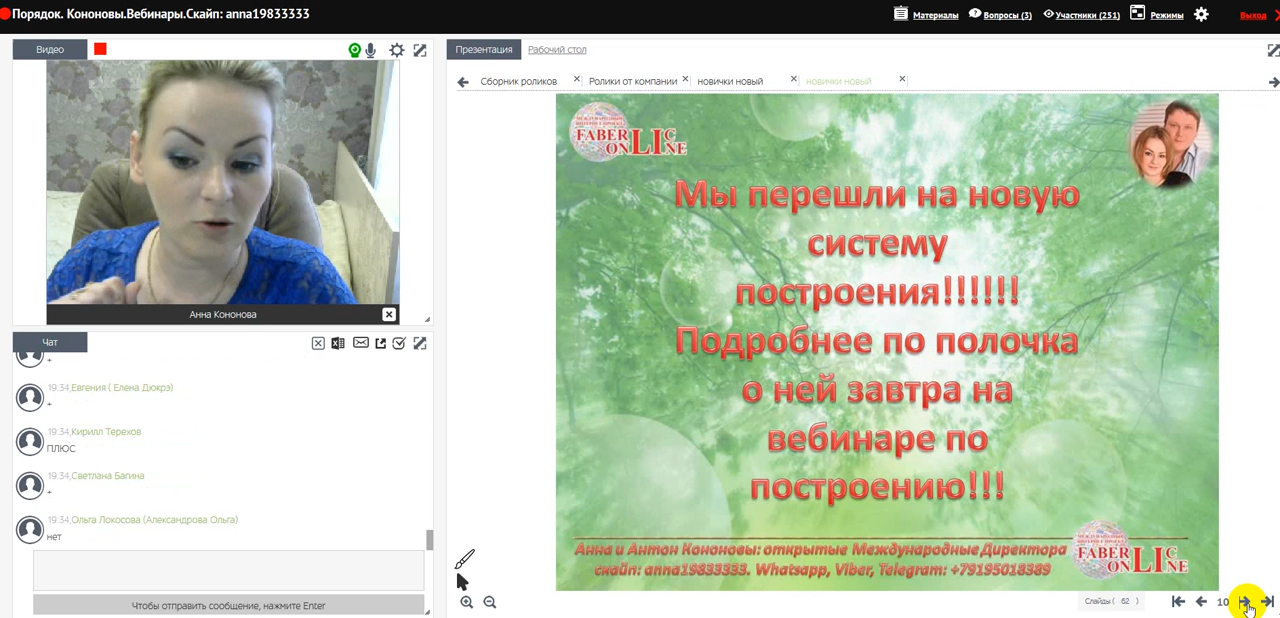 Порядок. Кононовы.Вебинары.Скайп: anna19833333
Материалы
Вопросы (3)
Участники (251)
Режимы
Выход
Видео
Анна Кононова
Чат
+
19:34,Евгения ( Елена Дюкрэ)
+
19:34,Кирилл Терехов
ПЛЮС
19:34,Светлана Багина
+
19:34,Ольга Локосова (Александрова Ольга)
нет
Чтобы отправить сообщение, нажмите Enter
Презентация
Рабочий стол
Сборник роликов
Ролики от компании
новички новый
новички новый
FABERLIC
ONLINE
Мы перешли на новую
систему
построения!!!!!!
Подробнее по полочка
о ней завтра на
вебинаре по
построению!!!
Анна и Антон Кононовы: открытые Международные Директора
скайп: anna19833333. Whatsapp, Viber, Telegram: +79195018389
FABERLIC
ONLINE
Слайды ( 62 )
10